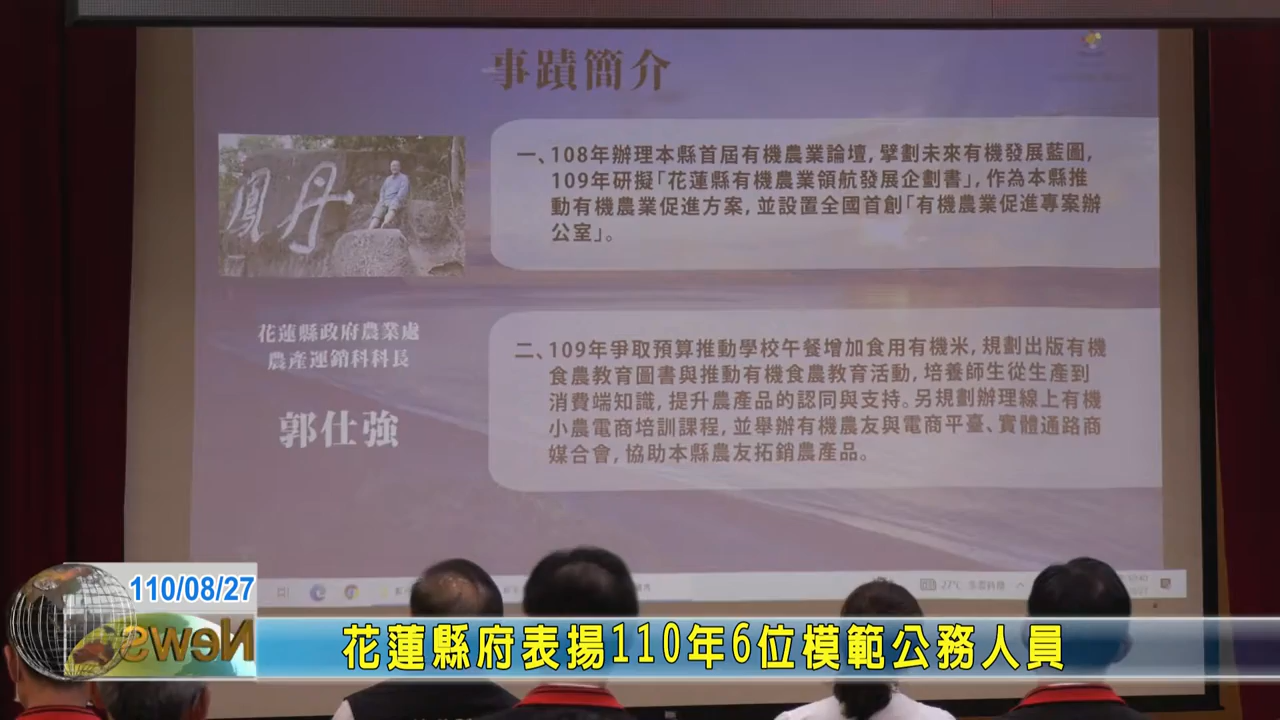 事蹟簡介
丹鳳
一、108年辦理本縣首屆有機農業論壇，擘劃未來有機發展藍圖，
109年研擬「花蓮縣有機農業領航發展企劃書」，作為本縣推
動有機農業促進方案，並設置全國首創「有機農業促進專案辦
公室」。
花蓮縣政府農業處
農產運銷科科長
郭仕強
二、109年爭取預算推動學校午餐增加食用有機米，規劃出版有機
食農教育圖書與推動有機食農教育活動，培養師生從生產到
消費端知識，提升農產品的認同與支持。另規劃辦理線上有機
小農電商培訓課程，並舉辦有機農友與電商平臺、實體通路商
媒合會，協助本縣農友拓銷農產品。
27°C
110/08/27
News
花蓮縣府表揚110年6位模範公務人員